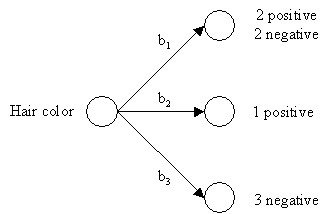 2 positive
2 negative
b1
Hair color
b2
1 positive
b3
3 negative